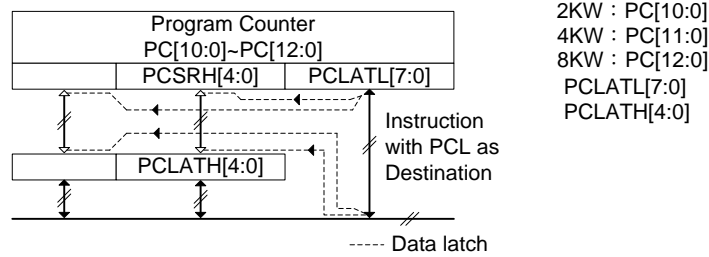 Program Counter
PC[10:0]~PC[12:0]
PCSRH[4:0]
PCLATL[7:0]
PCLATH[4:0]
Instruction
with PCL as
Destination
Data latch
2KW：PC[10:0]
4KW：PC[11:0]
8KW：PC[12:0]
PCLATL[7:0]
PCLATH[4:0]